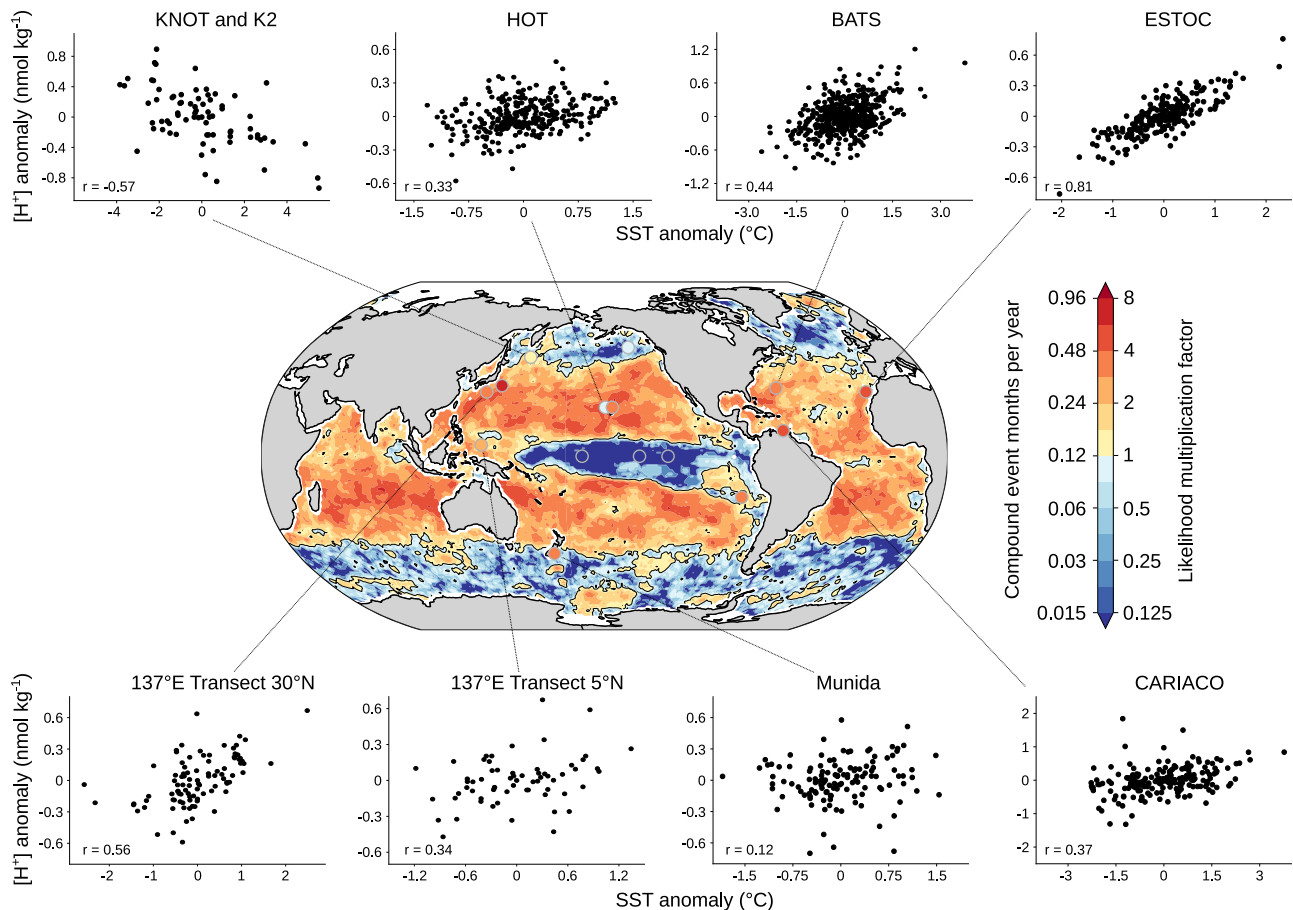 KNOT and K2
HOT
BATS
ESTOC
[H⁺] anomaly (nmol kg⁻¹)
0.8
0.4
0
-0.4
-0.8
r = -0.57
-4 -2 0 2 4
0.6
0.3
0
-0.3
-0.6
r = 0.33
-1.5 -0.75 0 0.75 1.5
1.2
0.6
0
-0.6
-1.2
r = 0.44
-3.0 -1.5 0 1.5 3.0
0.6
0.3
0
-0.3
-0.6
r = 0.81
-2 -1 0 1 2
SST anomaly (°C)
Compound event months per year
0.96
0.48
0.24
0.12
0.06
0.03
0.015
8
4
2
1
0.5
0.25
0.125
Likelihood multiplication factor
137°E Transect 30°N
137°E Transect 5°N
Munida
CARIACO
[H⁺] anomaly (nmol kg⁻¹)
0.6
0.3
0
-0.3
-0.6
r = 0.56
-2 -1 0 1 2
0.6
0.3
0
-0.3
-0.6
r = 0.34
-1.2 -0.6 0 0.6 1.2
0.6
0.3
0
-0.3
-0.6
r = 0.12
-1.5 -0.75 0 0.75 1.5
2
1
0
-1
-2
r = 0.37
-3 -1.5 0 1.5 3
SST anomaly (°C)